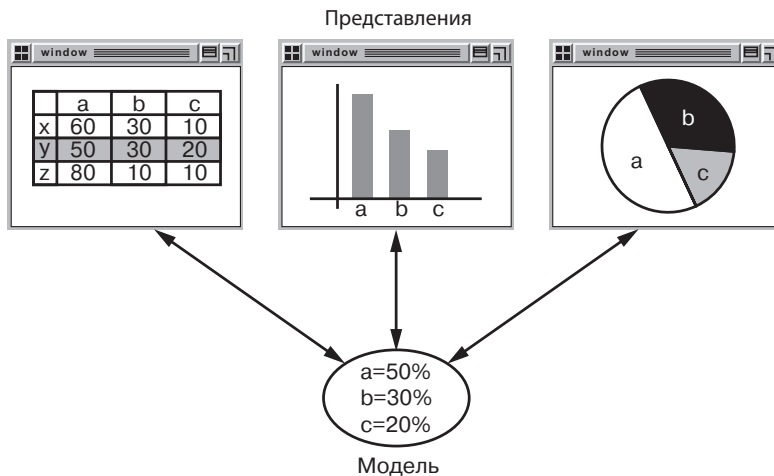 Представления
window
window
window
a b c
x 60 30 10
y 50 30 20
z 80 10 10
a b c
a
b
c
a=50%
b=30%
c=20%
Модель